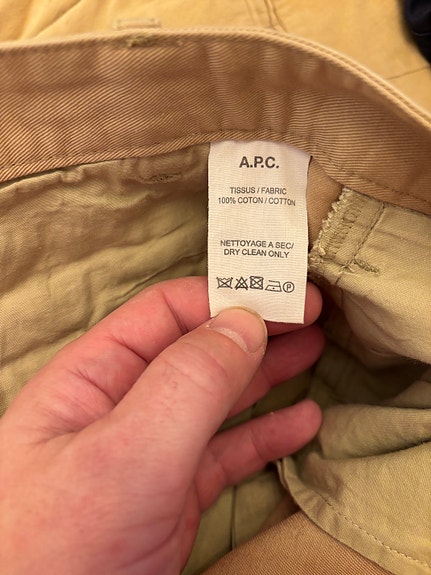 A.P.C.
TISSUS / FABRIC
100% COTON / COTTON
NETTOYAGE A SEC/
DRY CLEAN ONLY
P